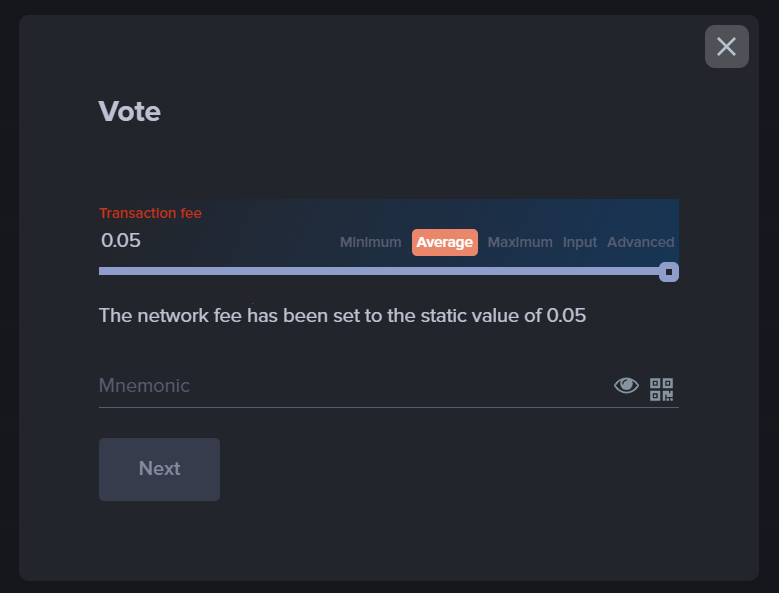 Vote
Transaction fee
0.05
Minimum Average Maximum Input Advanced
The network fee has been set to the static value of 0.05
Mnemonic
Next